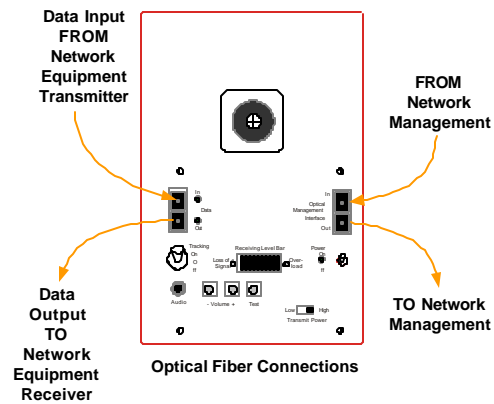 Data Input
FROM
Network
Equipment
Transmitter
FROM
Network
Management
In
Data
Out
In
Optical
Management
Interface
Out
Tracking
On
O
ff
Receiving Level Bar
Loss of
Signal
Over-
load
Power
On
ff
Audio
- Volume +
Test
Low
High
Transmit Power
Data
Output
TO
Network
Equipment
Receiver
TO Network
Management
Optical Fiber Connections